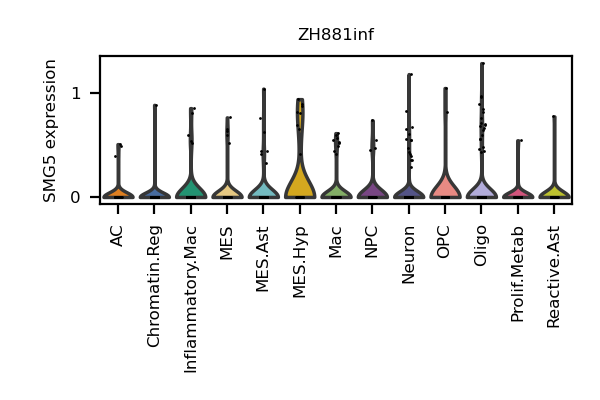 ZH881inf
SMG5 expression
1
0
AC
Chromatin.Reg
Inflammatory.Mac
MES
MES.Ast
MES.Hyp
Mac
NPC
Neuron
OPC
Oligo
Prolif.Metab
Reactive.Ast